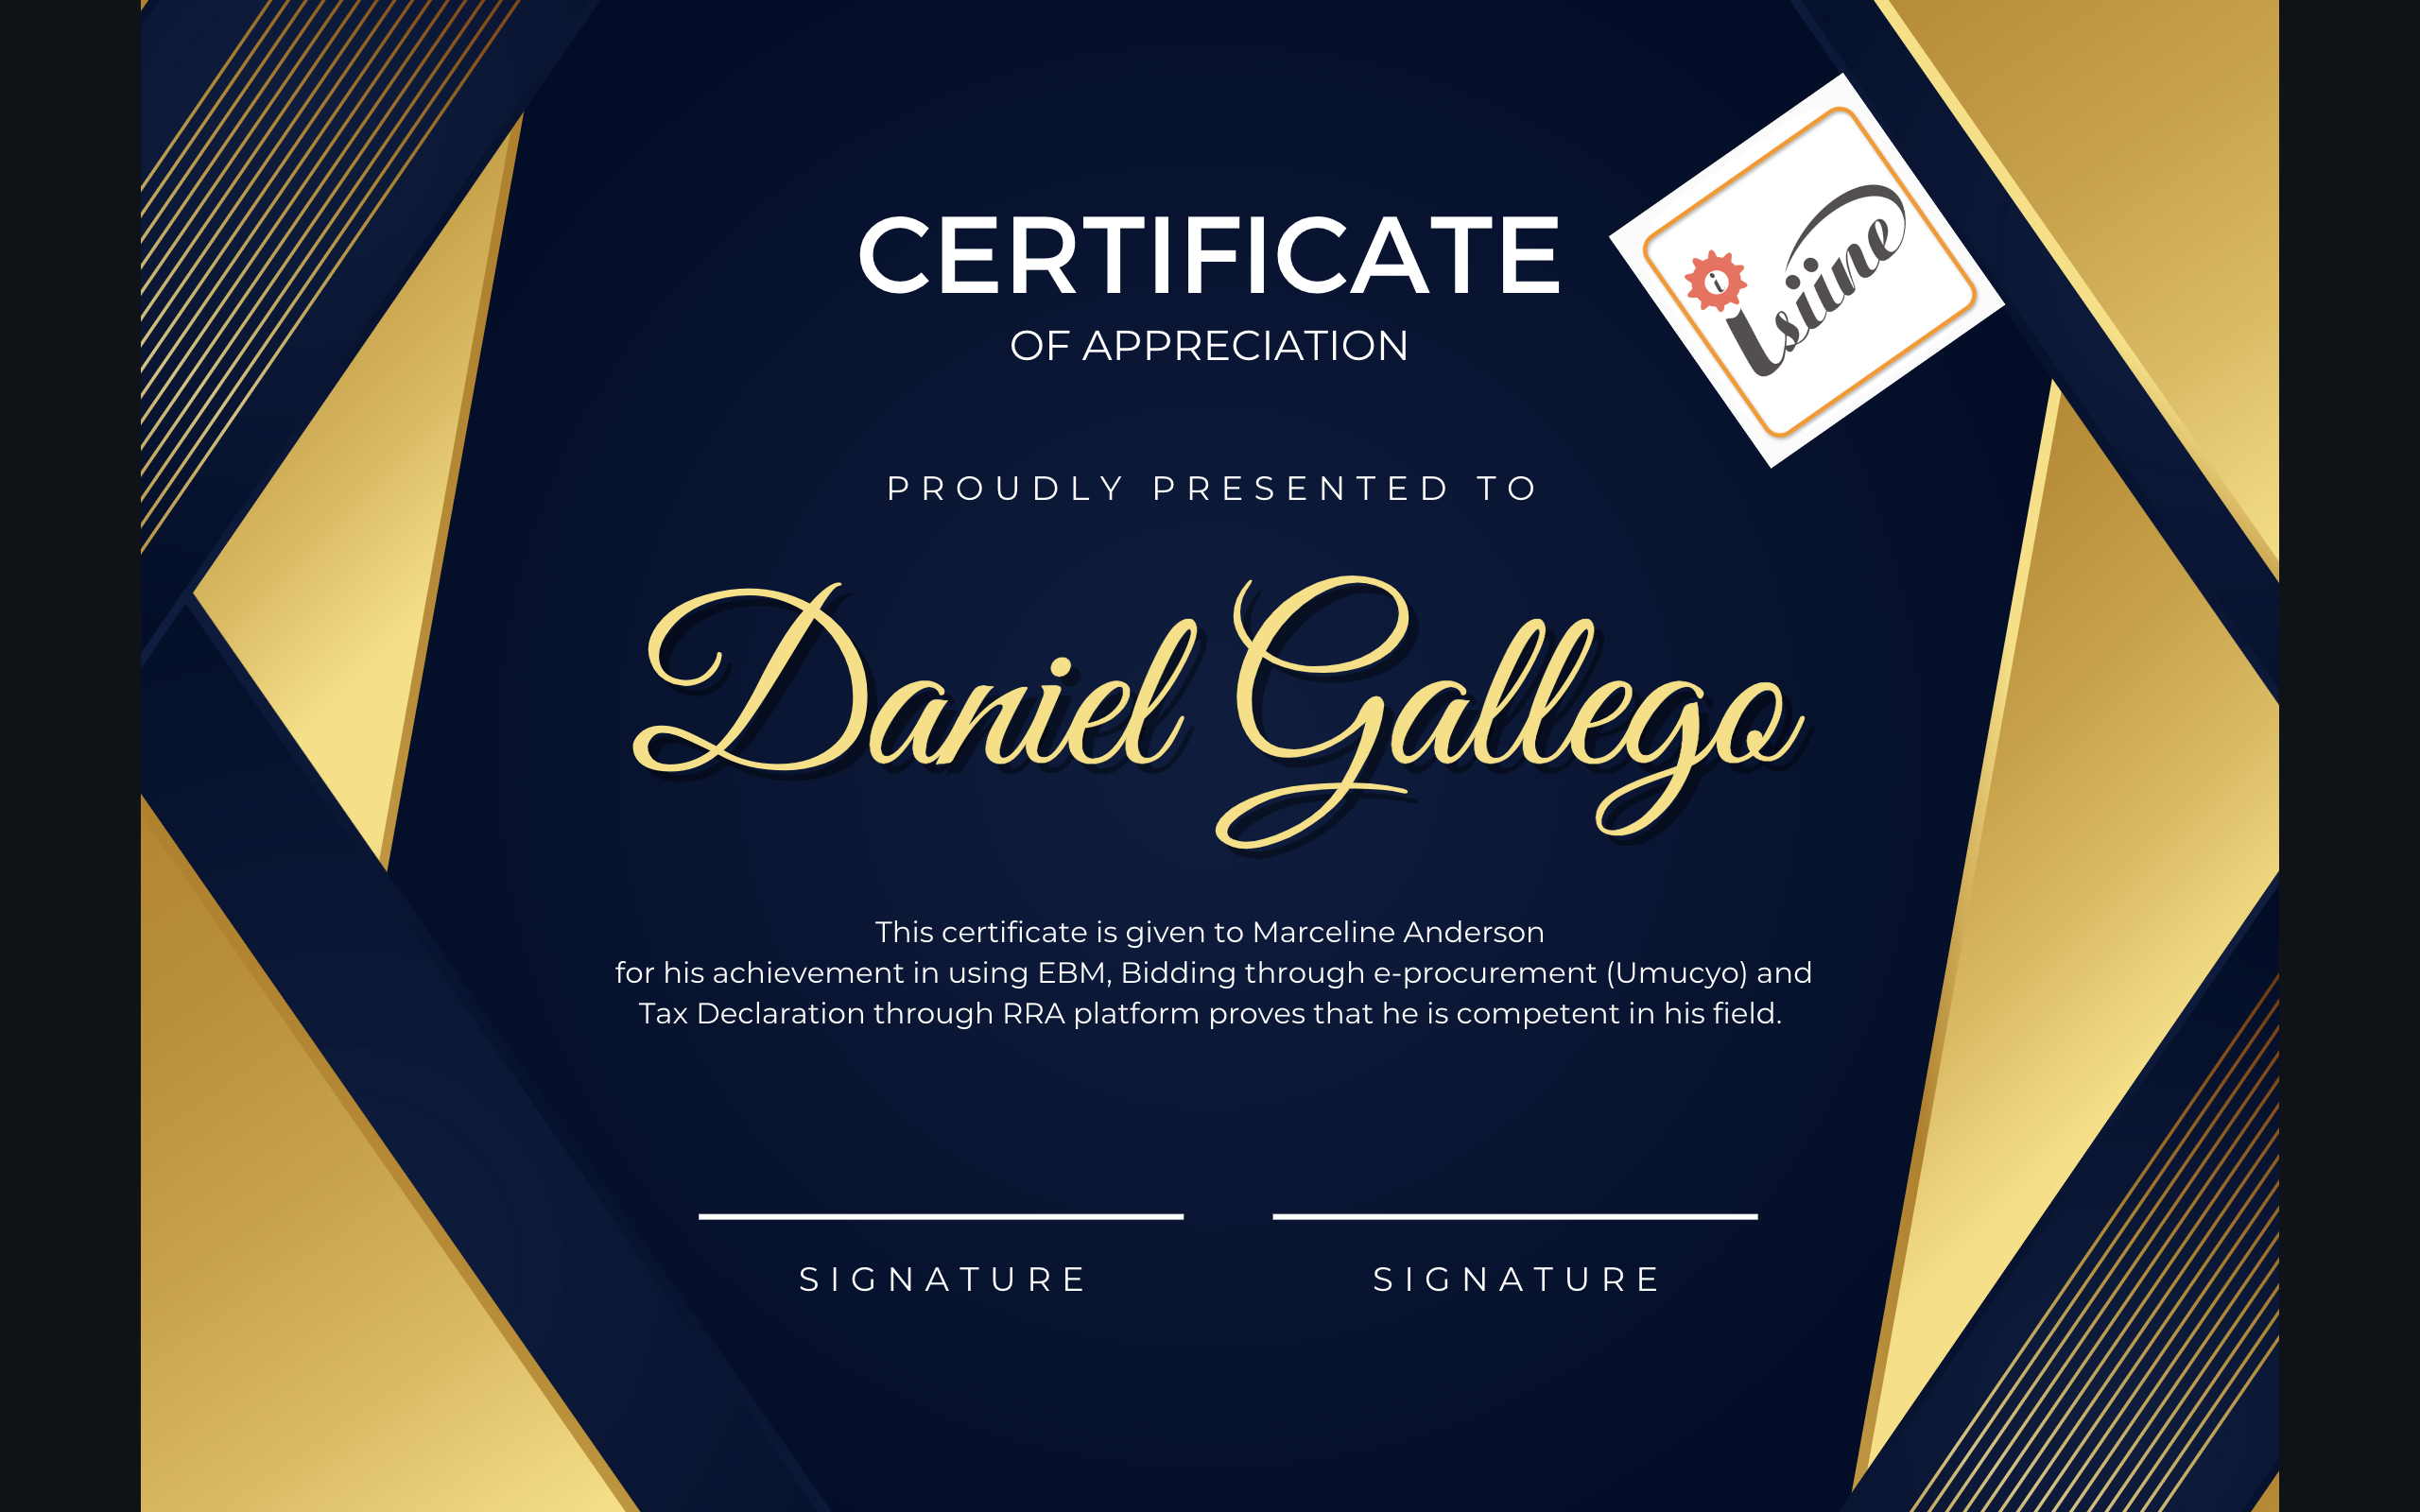 CERTIFICATE
OF APPRECIATION
i
Isiine
PROUDLY PRESENTED TO
Daniel Gallego
This certificate is given to Marceline Anderson
for his achievement in using EBM, Bidding through e-procurement (Umucyo) and
Tax Declaration through RRA platform proves that he is competent in his field.
SIGNATURE
SIGNATURE